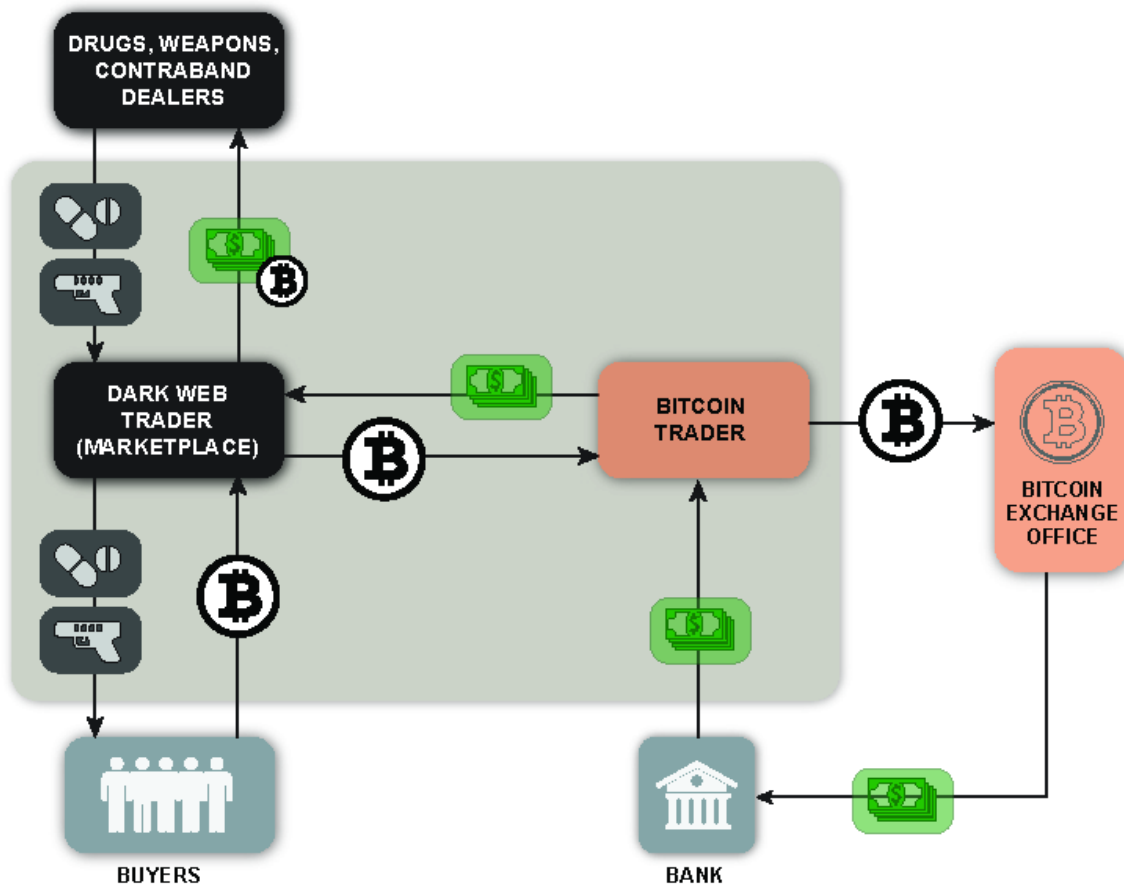 DRUGS, WEAPONS,
CONTRABAND
DEALERS
DARK WEB
TRADER
(MARKETPLACE)
BITCOIN
TRADER
BITCOIN
EXCHANGE
OFFICE
BUYERS
BANK